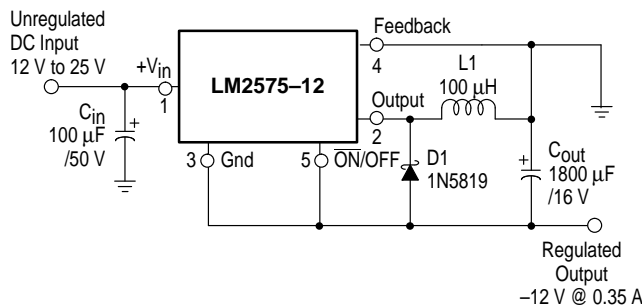 Unregulated
DC Input
12 V to 25 V
+Vin
1
Cin
100 μF
/50 V
+
LM2575–12
Feedback
4
Output
2
3
Gnd
5
ON/OFF
L1
100 μH
D1
1N5819
+
Cout
1800 μF
/16 V
Regulated
Output
–12 V @ 0.35 A